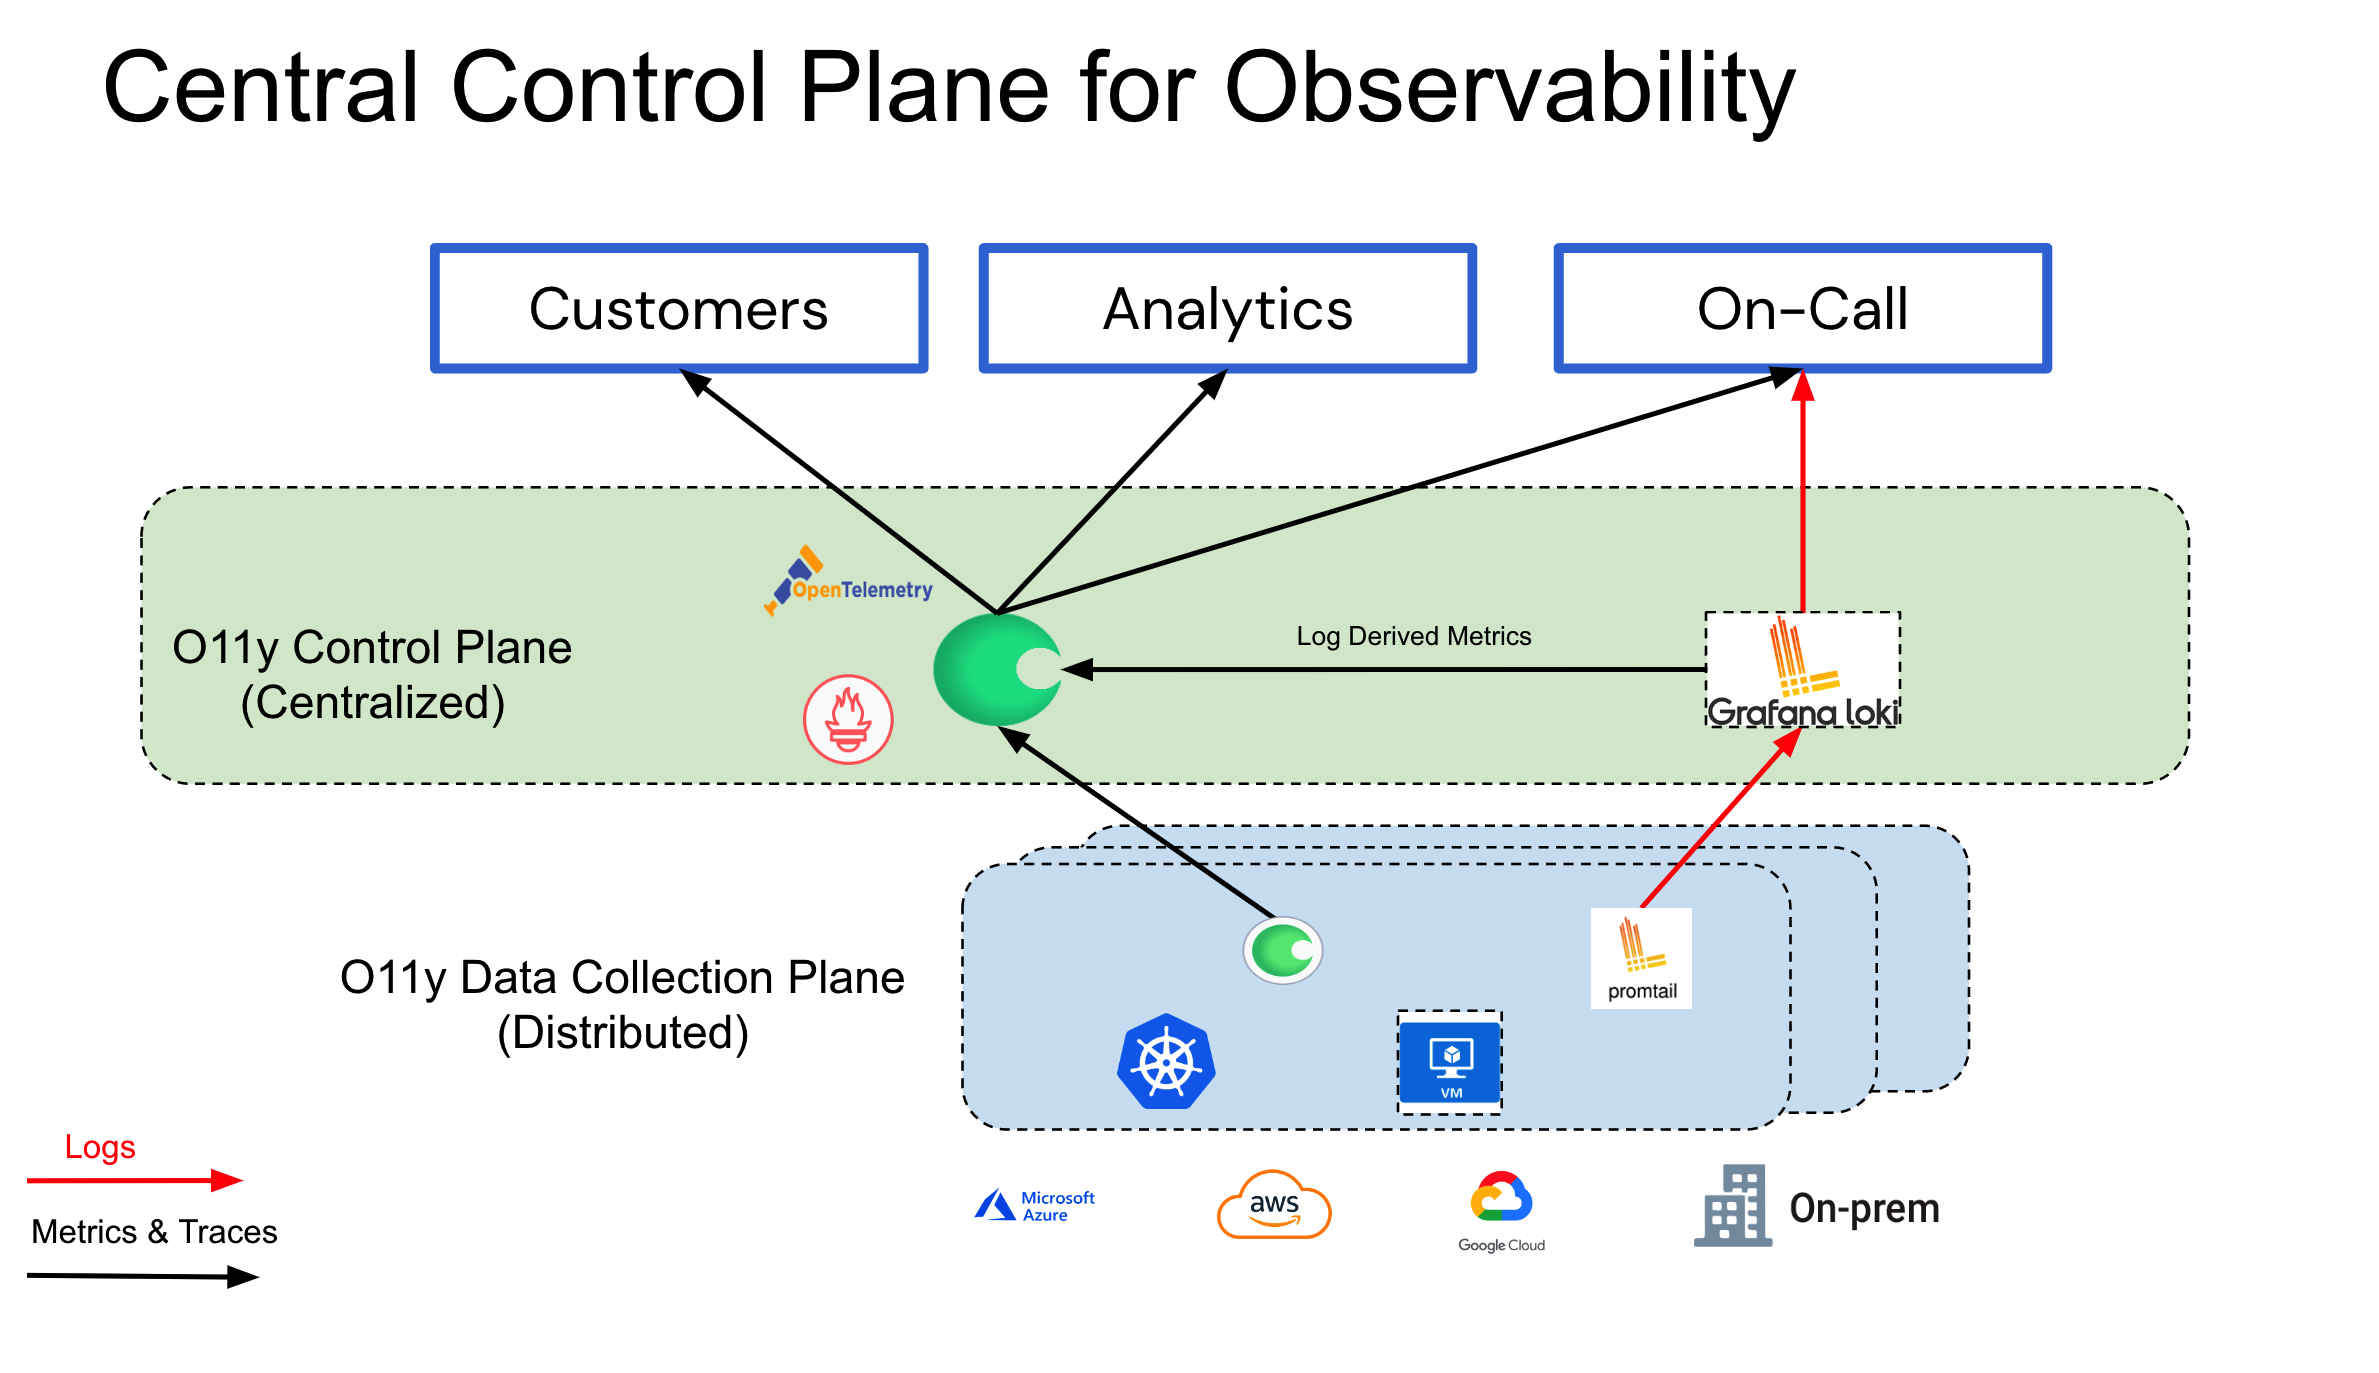 Central Control Plane for Observability
Customers
Analytics
On-Call
OpenTelemetry
O11y Control Plane
(Centralized)
Log Derived Metrics
Grafana loki
O11y Data Collection Plane
(Distributed)
promtail
VM
Logs
Metrics & Traces
Microsoft
Azure
aws
Google Cloud
On-prem